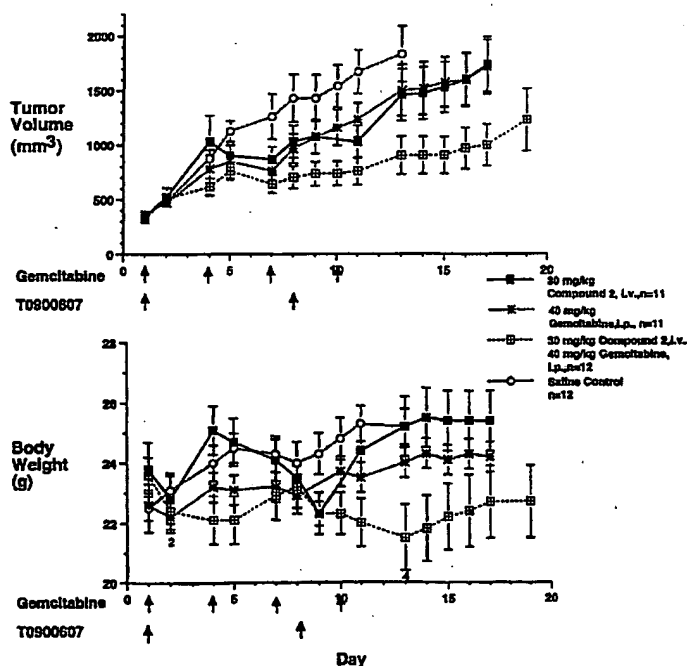 2000
Tumor
Volume
(mm3)
1500
1000
500
0
0 5 10 15 20
Gemcitabine
T0900607
30 mg/kg
Compound 2, i.v.,n=11
40 mg/kg
Gemcitabine,i.p., n=11
30 mg/kg Compound 2,i.v.,
40 mg/kg Gemcitabine,
i.p.,n=12
Saline Control
n=12
28
26
Body
Weight
(g)
24
22
2
4
20
0 5 10 15 20
Gemcitabine
T0900607
Day